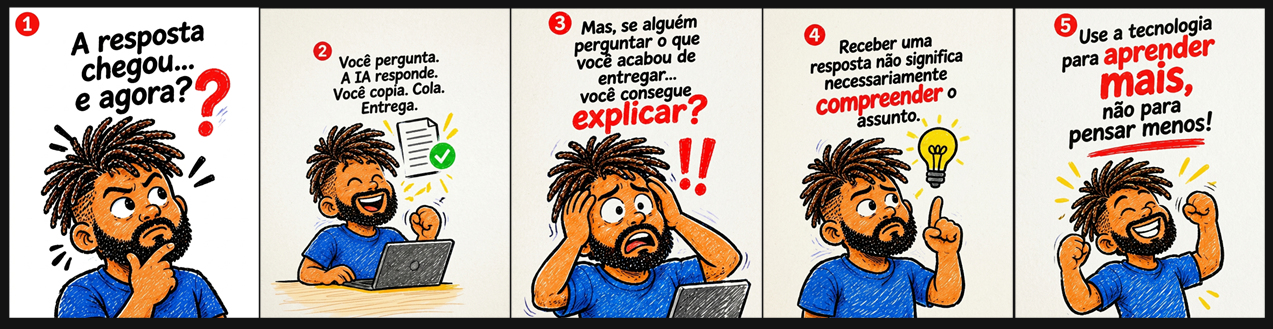 1
A resposta
chegou...
e agora?
?
2
Você pergunta.
A IA responde.
Você copia. Cola.
Entrega.
3
Mas, se alguém
perguntar o que
você acabou de
entregar...
você consegue
explicar?
!!
4
Receber uma
resposta não significa
necessariamente
compreender o
assunto.
5
Use a tecnologia
para aprender
mais,
não para
pensar menos!